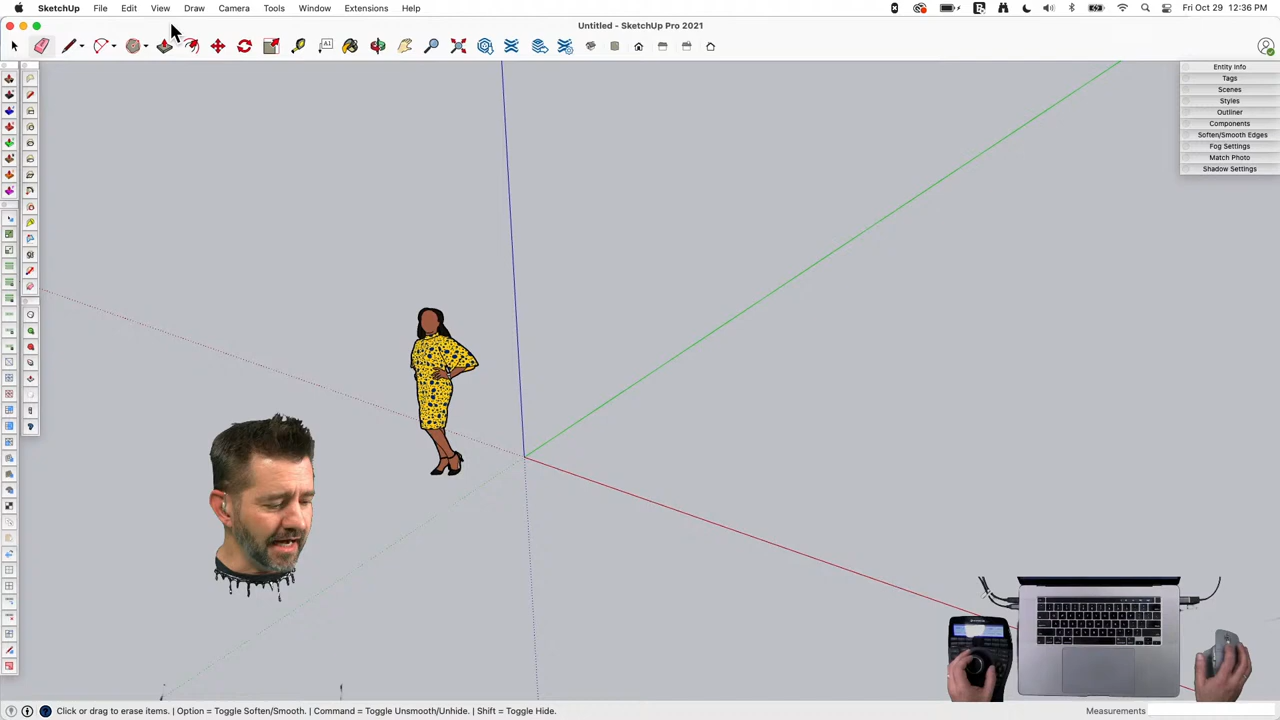 SketchUp File Edit View Draw Camera Tools Window Extensions Help Fri Oct 29 12:36 PM
Untitled - SketchUp Pro 2021
Entity Info
Tags
Scenes
Styles
Outliner
Components
Soften/Smooth Edges
Fog Settings
Match Photo
Shadow Settings
Click or drag to erase items. | Option = Toggle Soften/Smooth. | Command = Toggle Unsmooth/Unhide. | Shift = Toggle Hide. Measurements